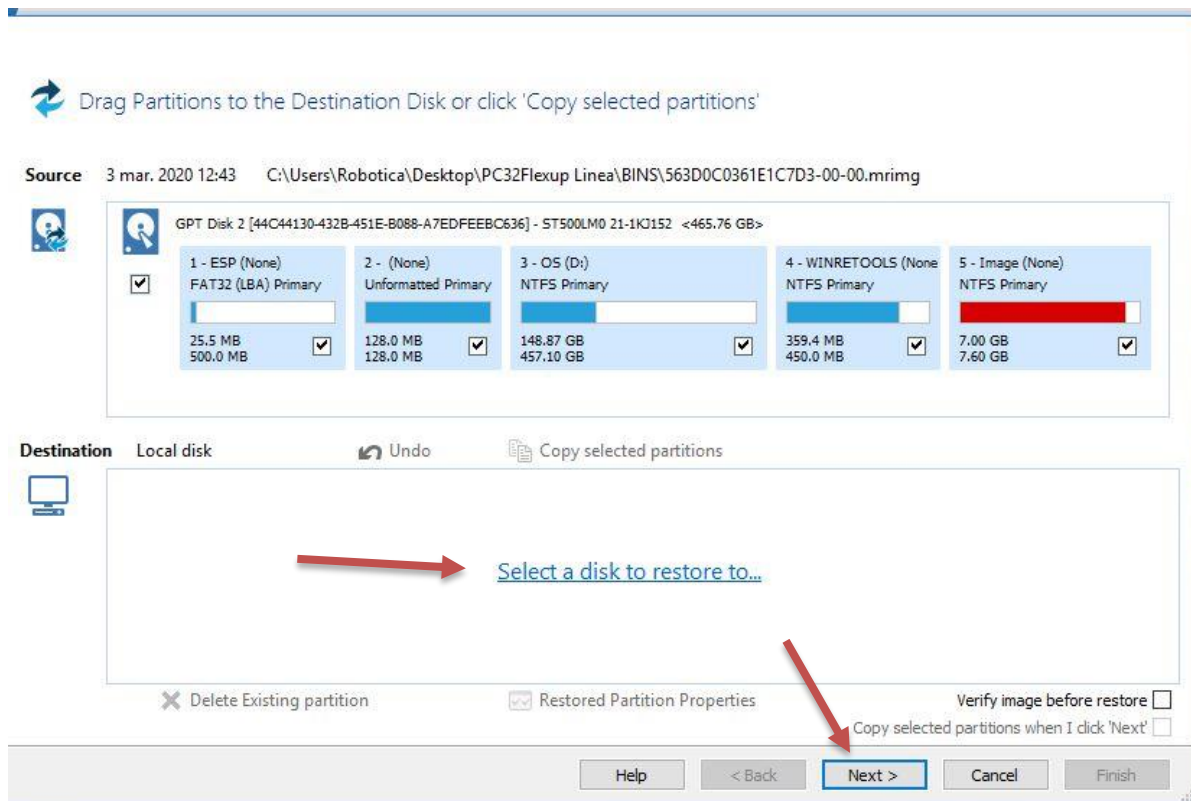 Drag Partitions to the Destination Disk or click 'Copy selected partitions'
Source 3 mar. 2020 12:43 C:\Users\Robotica\Desktop\PC32Flexup Linea\BINS\563D0C0361E1C7D3-00-00.mrimg
GPT Disk 2 [44C44130-432B-451E-B088-A7EDFEEEBC636] - ST500LM0 21-1KJ152 <465.76 GB>
1 - ESP (None) 2 - (None) 3 - OS (D:) 4 - WINRETOOLS (None 5 - Image (None)
FAT32 (LBA) Primary Unformatted Primary NTFS Primary NTFS Primary NTFS Primary
25.5 MB 128.0 MB 148.87 GB 359.4 MB 7.00 GB
500.0 MB 128.0 MB 457.10 GB 450.0 MB 7.60 GB
Destination Local disk Undo Copy selected partitions
Select a disk to restore to...
Delete Existing partition Restored Partition Properties Verify image before restore
Copy selected partitions when I click 'Next'
Help < Back Next > Cancel Finish